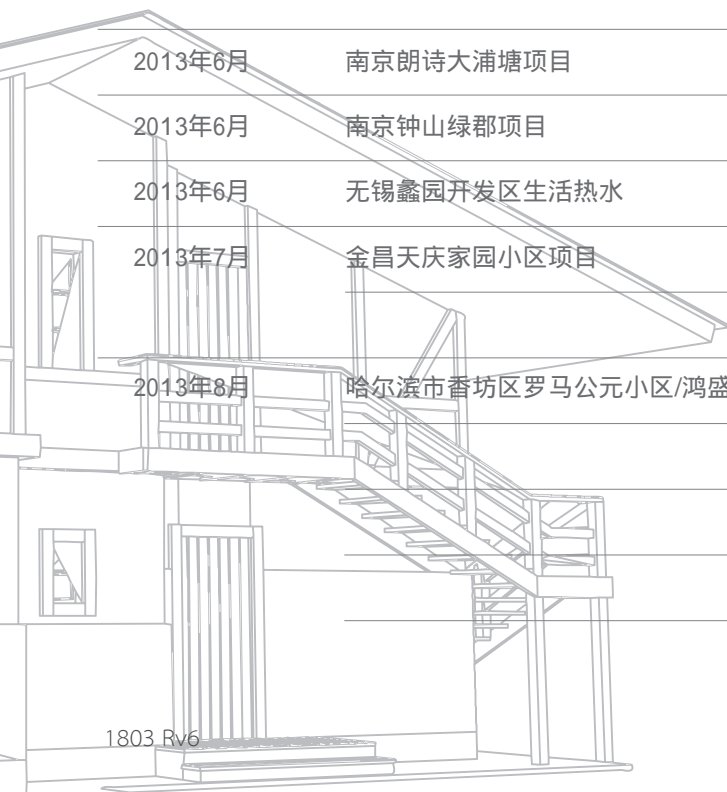 2013年6月 南京朗诗大浦塘项目
2013年6月 南京钟山绿郡项目
2013年6月 无锡蠡园开发区生活热水
2013年7月 金昌天庆家园小区项目
2013年8月 哈尔滨市香坊区罗马公元小区/鸿盛
1803 Rv6